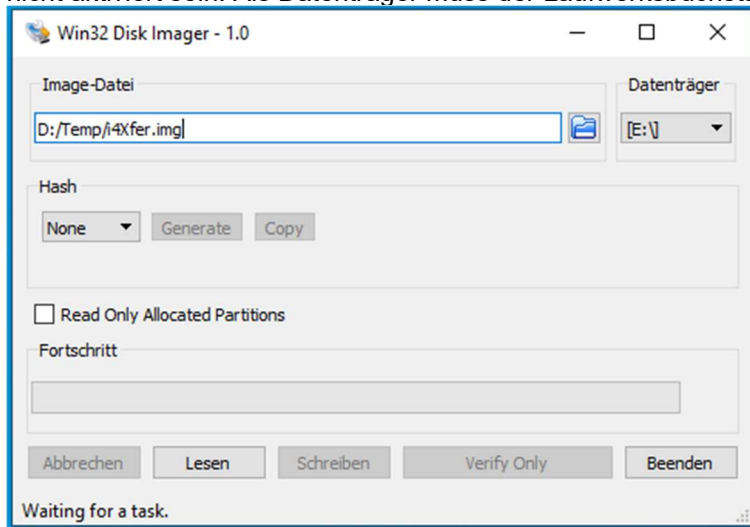 Win32 Disk Imager - 1.0
Image-Datei
Datenträger
D:/Temp/i4Xfer.img
[E:\]
Hash
None
Generate
Copy
Read Only Allocated Partitions
Fortschritt
Abbrechen
Lesen
Schreiben
Verify Only
Beenden
Waiting for a task.